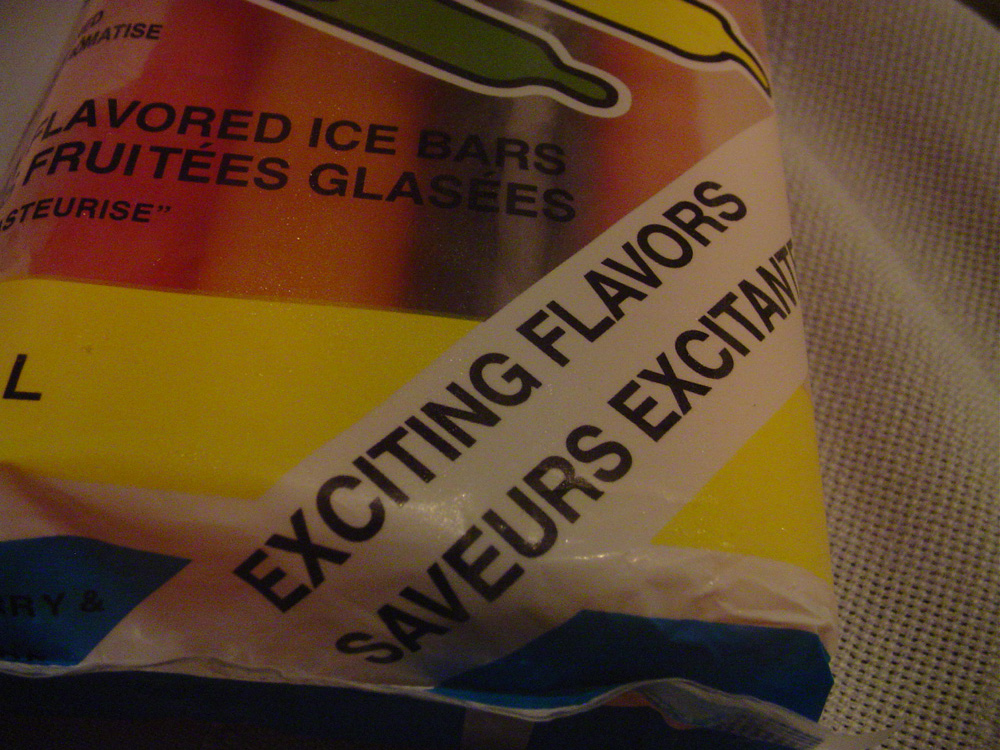 FLAVORED ICE BARS
FRUITÉES GLASÉES
L
EXCITING FLAVORS
SAVEURS EXCITANT
&